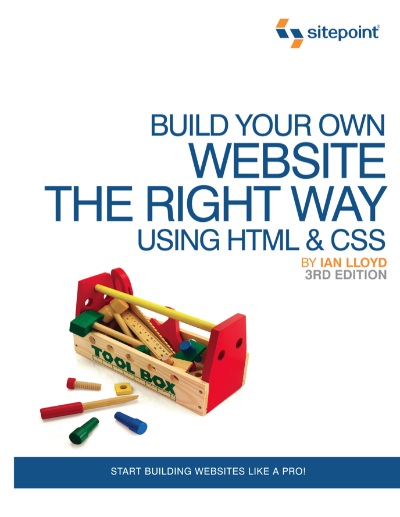 sitepoint®
BUILD YOUR OWN
WEBSITE
THE RIGHT WAY
USING HTML & CSS
BY IAN LLOYD
3RD EDITION
TOOL BOX
START BUILDING WEBSITES LIKE A PRO!